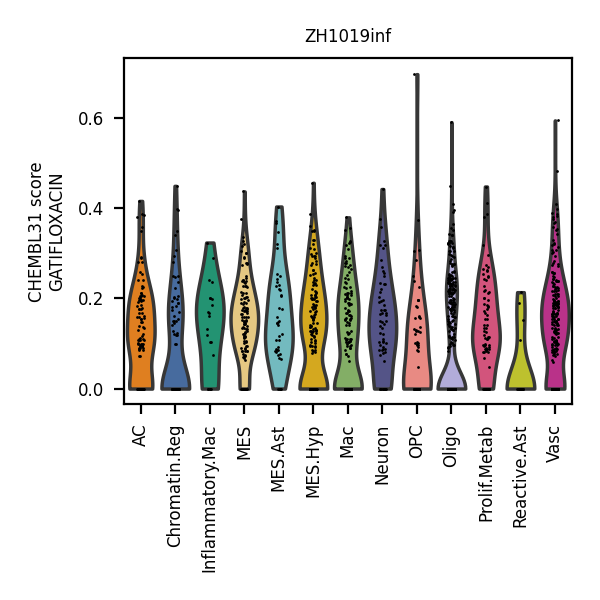 ZH1019inf
CHEMBL31 score
GATIFLOXACIN
0.6
0.4
0.2
0.0
AC
Chromatin.Reg
Inflammatory.Mac
MES
MES.Ast
MES.Hyp
Mac
Neuron
OPC
Oligo
Prolif.Metab
Reactive.Ast
Vasc